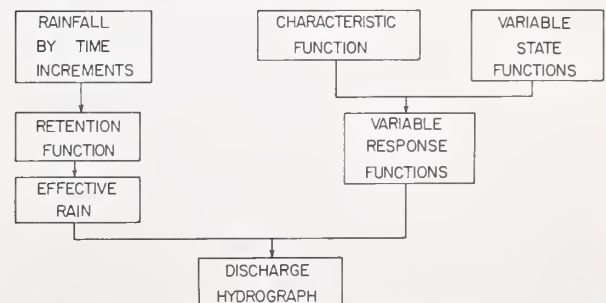 RAINFALL
BY TIME
INCREMENTS
CHARACTERISTIC
FUNCTION
VARIABLE
STATE
FUNCTIONS
RETENTION
FUNCTION
VARIABLE
RESPONSE
FUNCTIONS
EFFECTIVE
RAIN
DISCHARGE
HYDROGRAPH